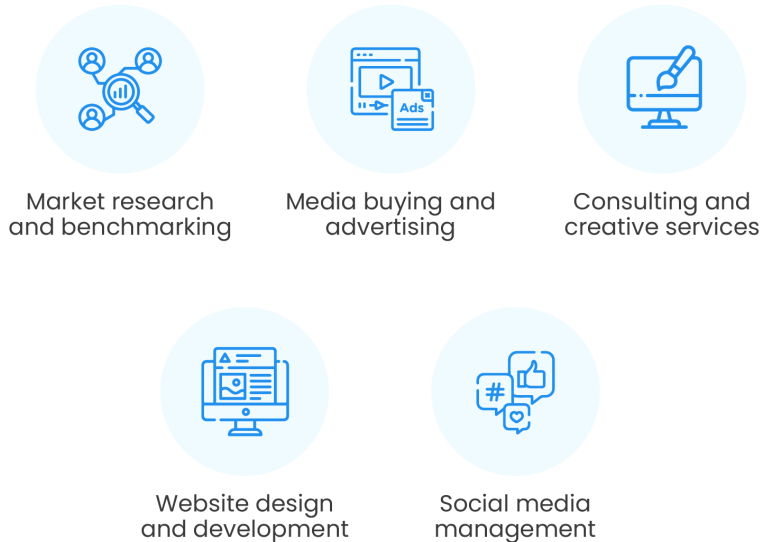 Ads
Market research
and benchmarking
Media buying and
advertising
Consulting and
creative services
#
Website design
and development
Social media
management